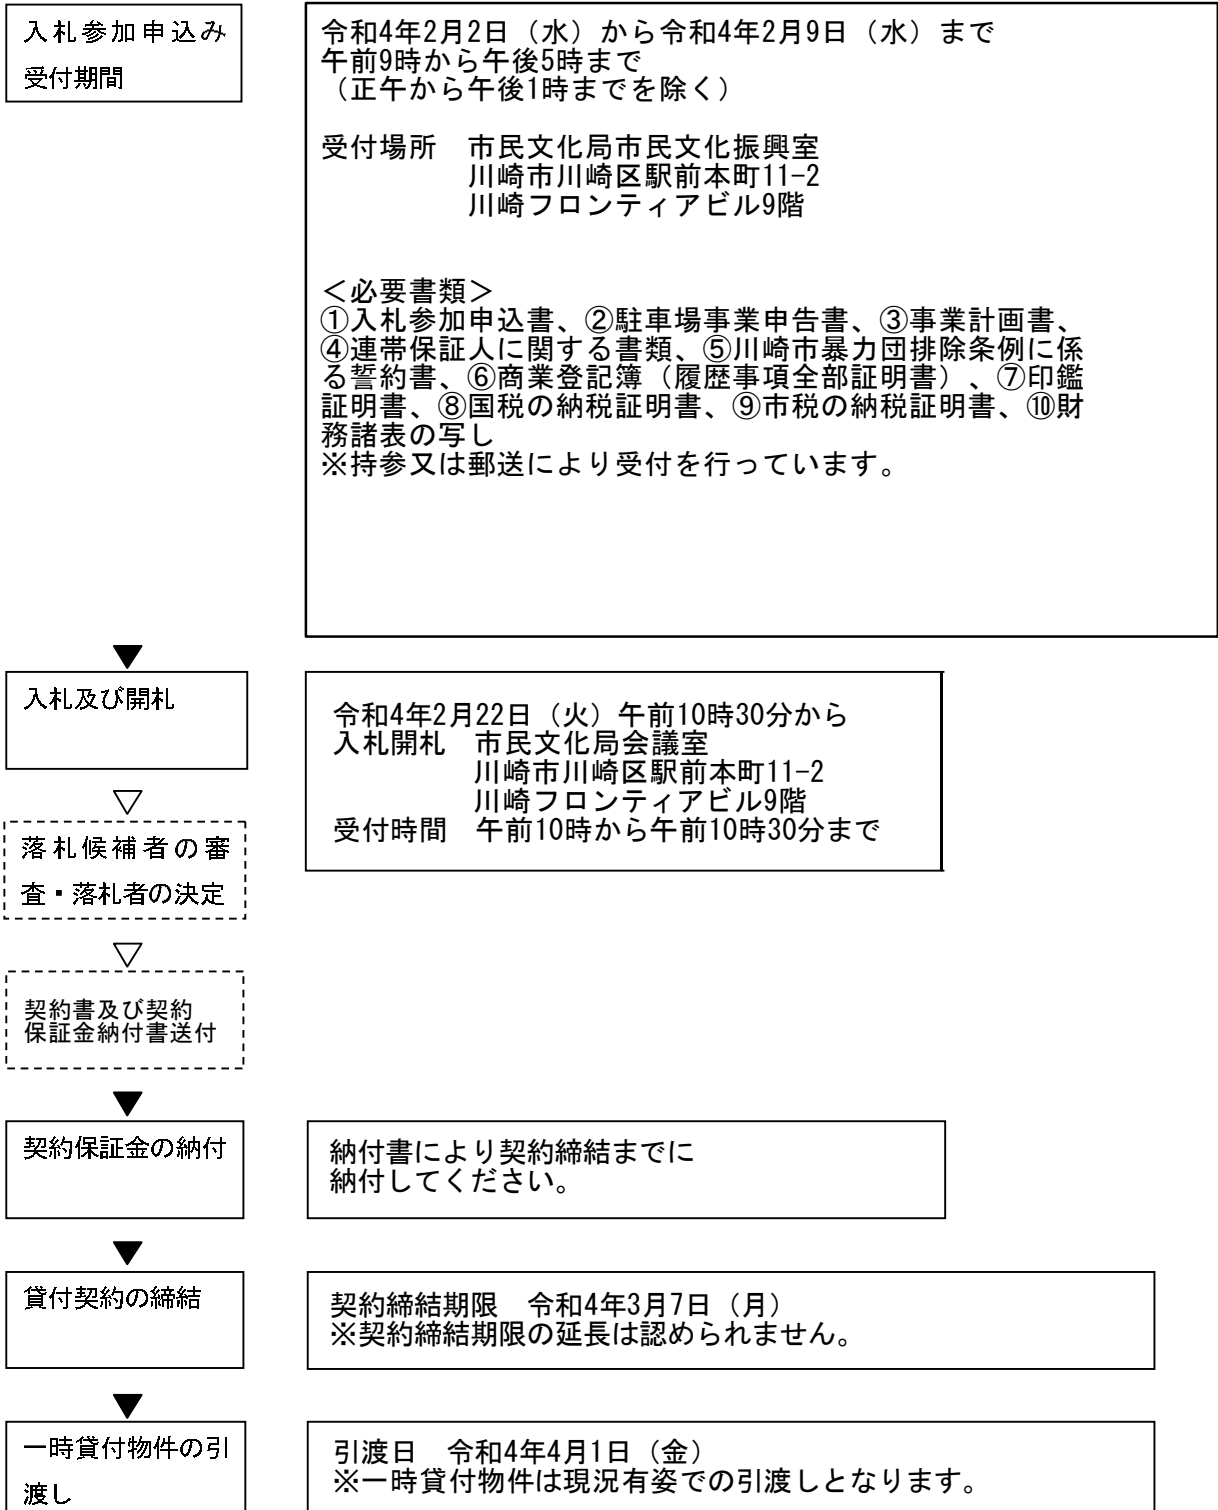 入札参加申込み
受付期間
令和4年2月2日（水）から令和4年2月9日（水）まで
午前9時から午後5時まで
（正午から午後1時までを除く）
受付場所　市民文化局市民文化振興室
川崎市川崎区駅前本町11-2
川崎フロンティアビル9階
＜必要書類＞
①入札参加申込書、②駐車場事業申告書、③事業計画書、
④連帯保証人に関する書類、⑤川崎市暴力団排除条例に係
る誓約書、⑥商業登記簿（履歴事項全部証明書）、⑦印鑑
証明書、⑧国税の納税証明書、⑨市税の納税証明書、⑩財
務諸表の写し
※持参又は郵送により受付を行っています。
▼
入札及び開札
令和4年2月22日（火）午前10時30分から
入札開札　市民文化局会議室
川崎市川崎区駅前本町11-2
川崎フロンティアビル9階
受付時間　午前10時から午前10時30分まで
▽
落札候補者の審
査・落札者の決定
▽
契約書及び契約
保証金納付書送付
▼
契約保証金の納付
納付書により契約締結までに
納付してください。
▼
貸付契約の締結
契約締結期限　令和4年3月7日（月）
※契約締結期限の延長は認められません。
▼
一時貸付物件の引
渡し
引渡日　令和4年4月1日（金）
※一時貸付物件は現況有姿での引渡しとなります。